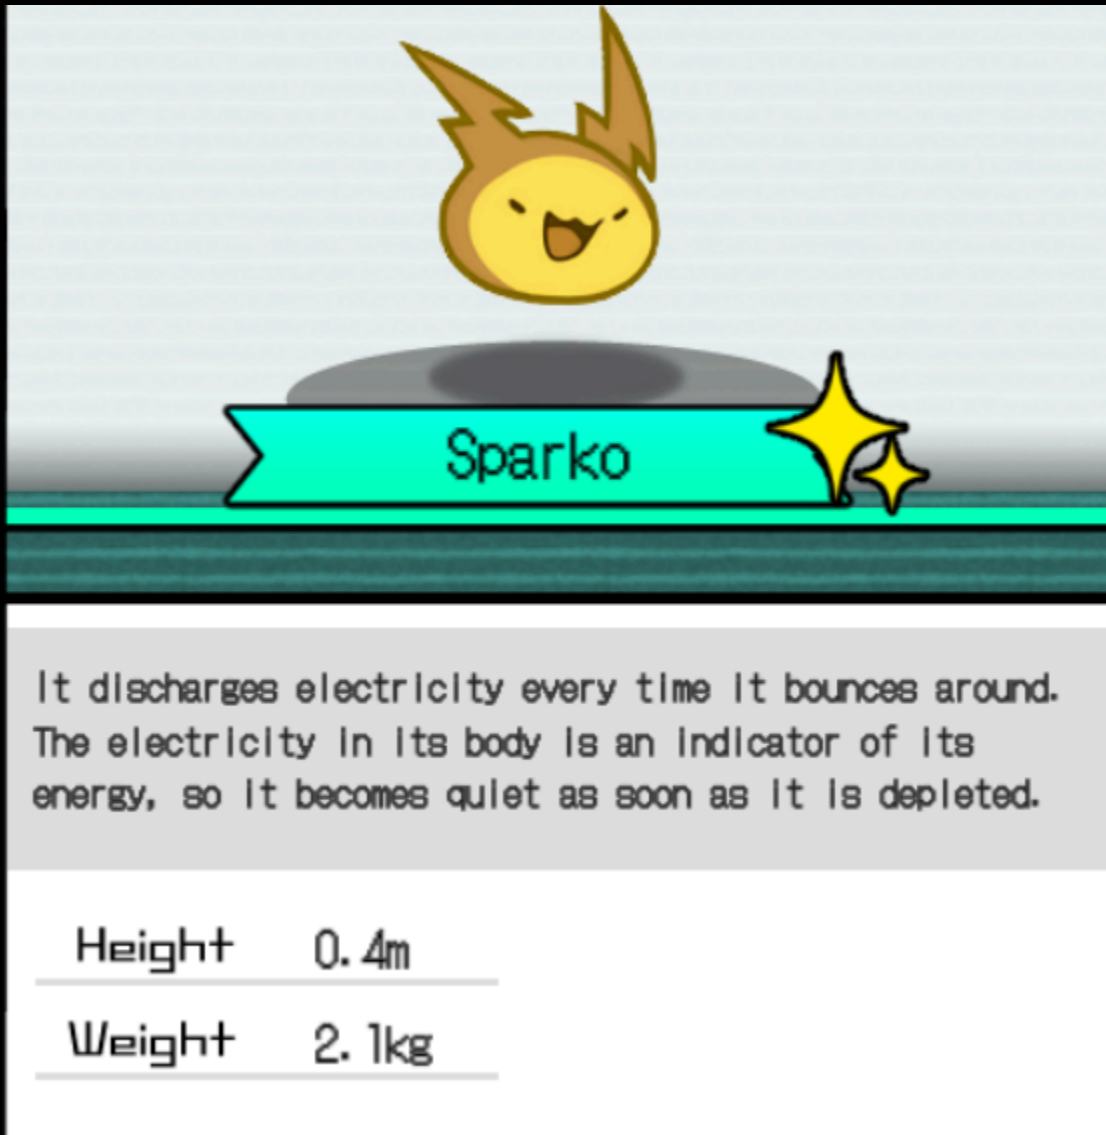 Sparko
It discharges electricity every time it bounces around.
The electricity in its body is an indicator of its
energy, so it becomes quiet as soon as it is depleted.
Height 0.4m
Weight 2.1kg